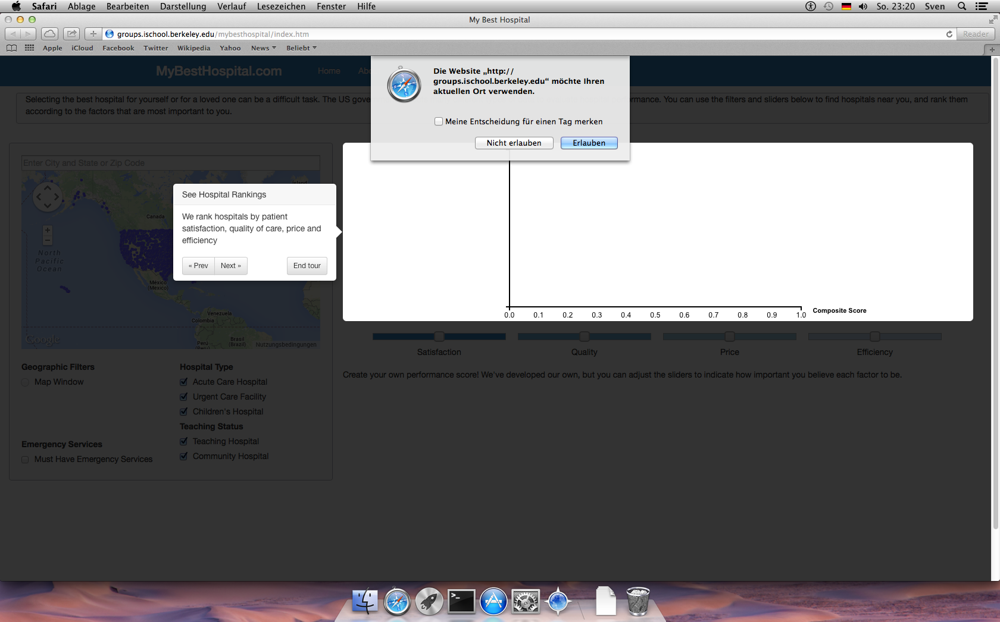 Safari Ablage Bearbeiten Darstellung Verlauf Lesezeichen Fenster Hilfe So. 23:20 Sven
My Best Hospital
groups.ischool.berkeley.edu/mybesthospital/index.htm Reader
Apple iCloud Facebook Twitter Wikipedia Yahoo News Beliebt
MyBestHospital.com Home
Die Website „http://
groups.ischool.berkeley.edu“ möchte Ihren
aktuellen Ort verwenden.
Meine Entscheidung für einen Tag merken
Nicht erlauben Erlauben
Selecting the best hospital for yourself or for a loved one can be a difficult task. The US You can use the filters and sliders below to find hospitals near you, and rank them
according to the factors that are most important to you.
Enter City and State or Zip Code
Canada
North
Pacific
Ocean
México
(Mexico)
Venezuela
Colombia
Perú
(Peru)
Brasil
(Brazil)
Google
Nutzungsbedingungen
See Hospital Rankings
We rank hospitals by patient
satisfaction, quality of care, price and
efficiency
« Prev Next » End tour
0.0 0.1 0.2 0.3 0.4 0.5 0.6 0.7 0.8 0.9 1.0 Composite Score
Satisfaction Quality Price Efficiency
Create your own performance score! We've developed our own, but you can adjust the sliders to indicate how important you believe each factor to be.
Geographic Filters
Map Window
Emergency Services
Must Have Emergency Services
Hospital Type
Acute Care Hospital
Urgent Care Facility
Children's Hospital
Teaching Status
Teaching Hospital
Community Hospital